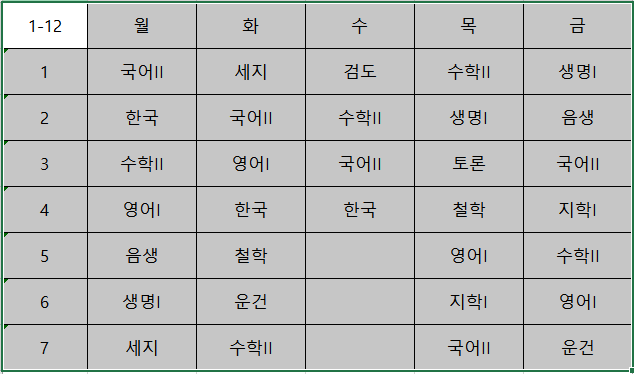 1-12 월 화 수 목 금
1 국어II 세지 검도 수학II 생명I
2 한국 국어II 수학II 생명I 음생
3 수학II 영어I 국어II 토론 국어II
4 영어I 한국 한국 철학 지학I
5 음생 철학 영어I 수학II
6 생명I 운건 지학I 영어I
7 세지 수학II 국어II 운건